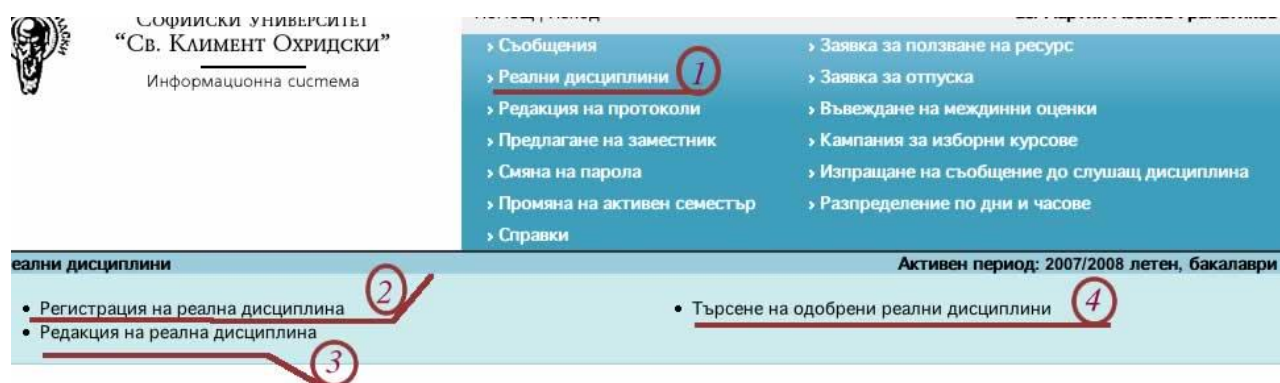 СОФИЙСКИ УНИВЕРСИТЕТ
“Св. Климент Охридски”
Информационна система
Помощ | Изход
› Съобщения
› Реални дисциплини
1
› Редакция на протоколи
› Предлагане на заместник
› Смяна на парола
› Промяна на активен семестър
› Справки
› Заявка за ползване на ресурс
› Заявка за отпуска
› Въвеждане на междинни оценки
› Кампания за изборни курсове
› Изпращане на съобщение до слушащ дисциплина
› Разпределение по дни и часове
еални дисциплини
Активен период: 2007/2008 летен, бакалаври
• Регистрация на реална дисциплина
2
• Редакция на реална дисциплина
3
• Търсене на одобрени реални дисциплини
4